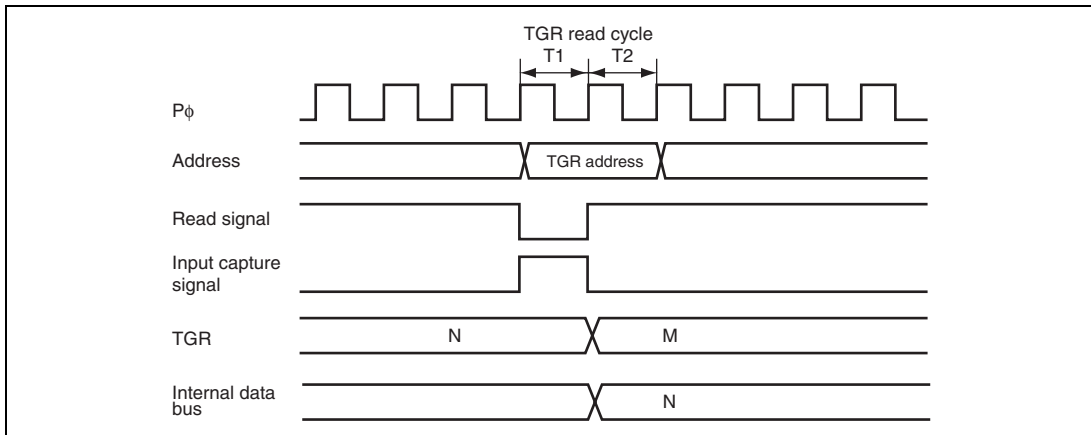 TGR read cycle
T1 T2
Pϕ
Address
TGR address
Read signal
Input capture
signal
TGR
N
M
Internal data
bus
N